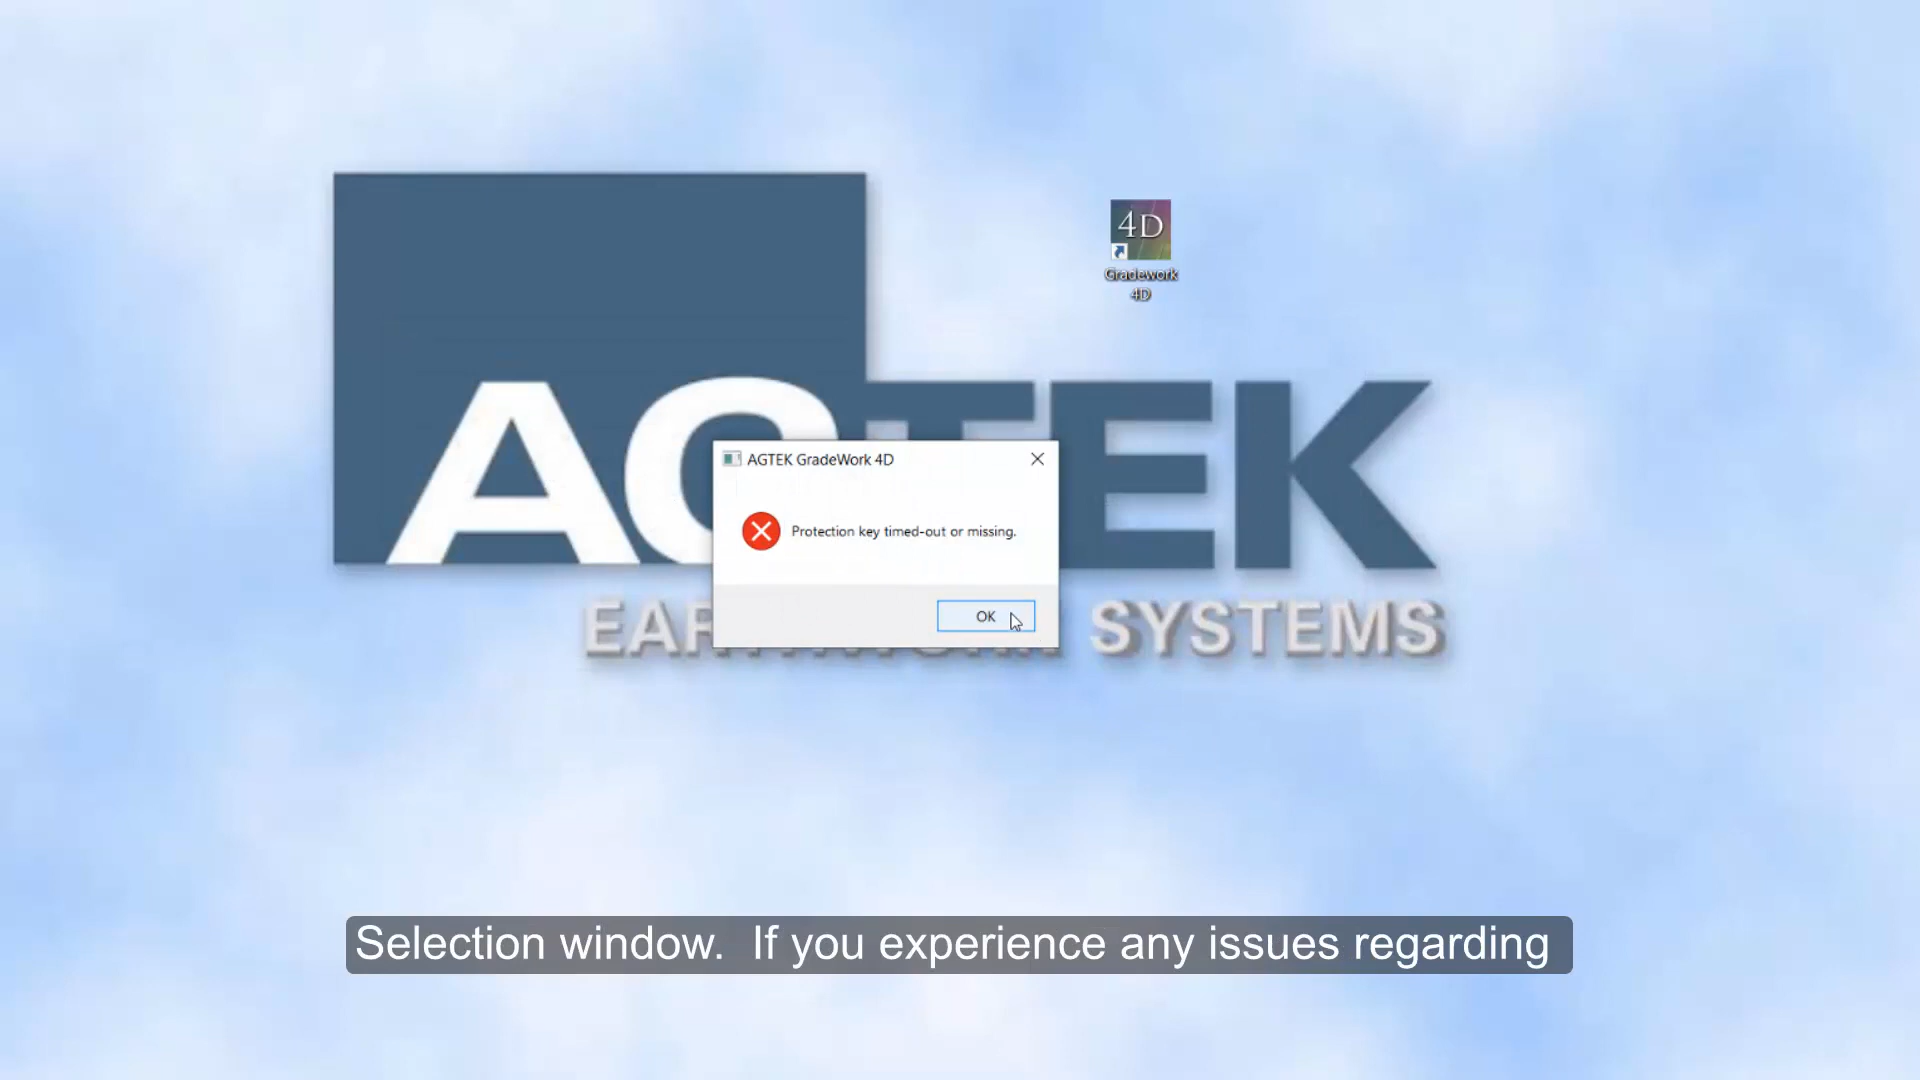 4D
Gradework
4D
AGTEK
AGTEK GradeWork 4D
Protection key timed-out or missing.
OK
SYSTEMS
Selection window. If you experience any issues regarding